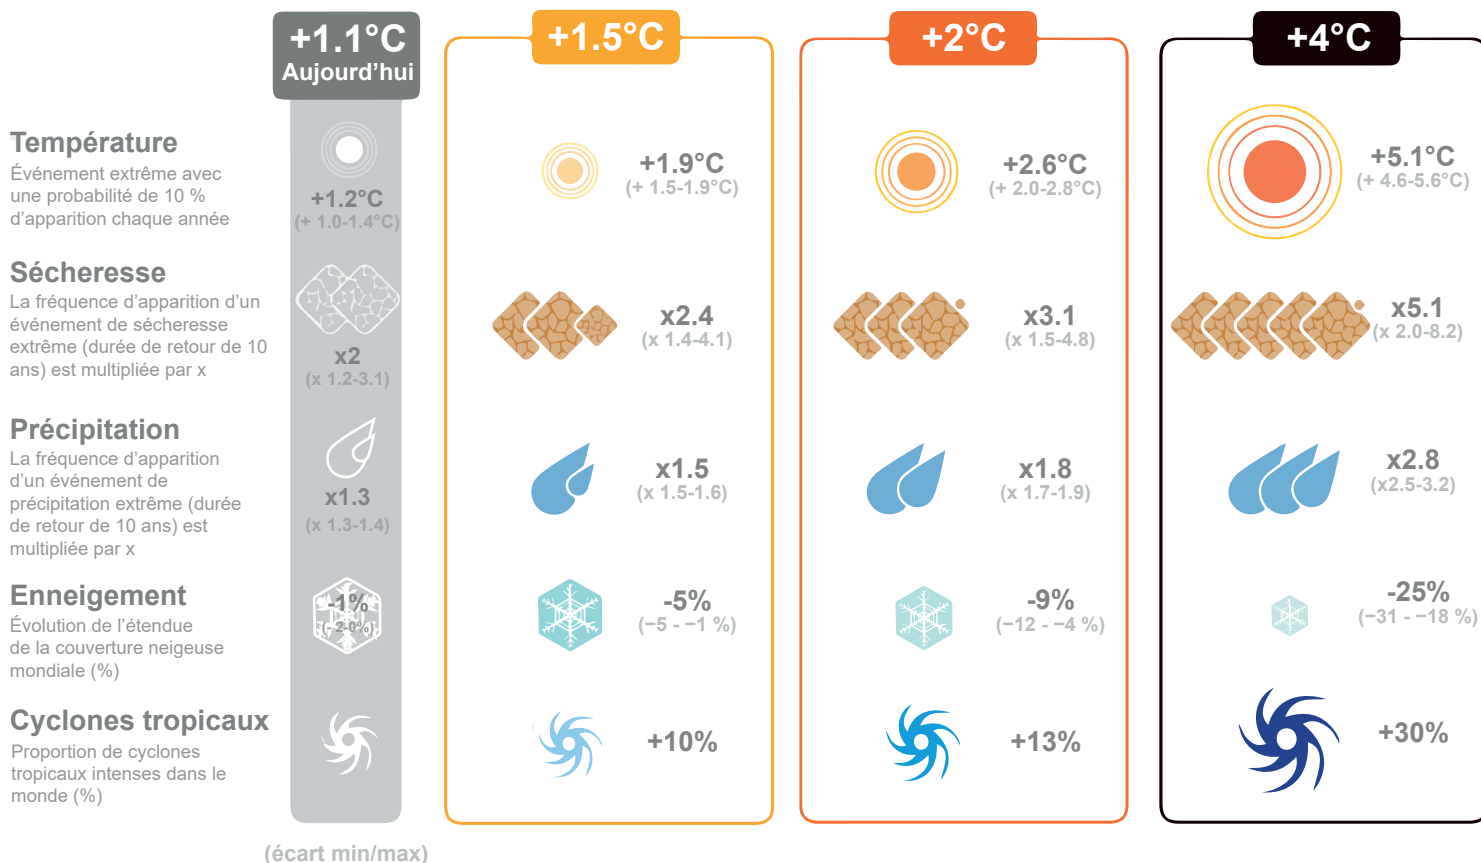 +1.1°C
Aujourd’hui
+1.5°C
+2°C
+4°C
Température
Événement extrême avec
une probabilité de 10 %
d’apparition chaque année
+1.2°C
(+ 1.0-1.4°C)
+1.9°C
(+ 1.5-1.9°C)
+2.6°C
(+ 2.0-2.8°C)
+5.1°C
(+ 4.6-5.6°C)
Sécheresse
La fréquence d’apparition d’un
événement de sécheresse
extrême (durée de retour de 10
ans) est multipliée par x
x2
(x 1.2-3.1)
x2.4
(x 1.4-4.1)
x3.1
(x 1.5-4.8)
x5.1
(x 2.0-8.2)
Précipitation
La fréquence d’apparition
d’un événement de
précipitation extrême (durée
de retour de 10 ans) est
multipliée par x
x1.3
(x 1.3-1.4)
x1.5
(x 1.5-1.6)
x1.8
(x 1.7-1.9)
x2.8
(x2.5-3.2)
Enneigement
Évolution de l’étendue
de la couverture neigeuse
mondiale (%)
-1%
(- 2-0%)
-5%
(−5 - −1 %)
-9%
(−12 - −4 %)
-25%
(−31 - −18 %)
Cyclones tropicaux
Proportion de cyclones
tropicaux intenses dans le
monde (%)
+10%
+13%
+30%
(écart min/max)